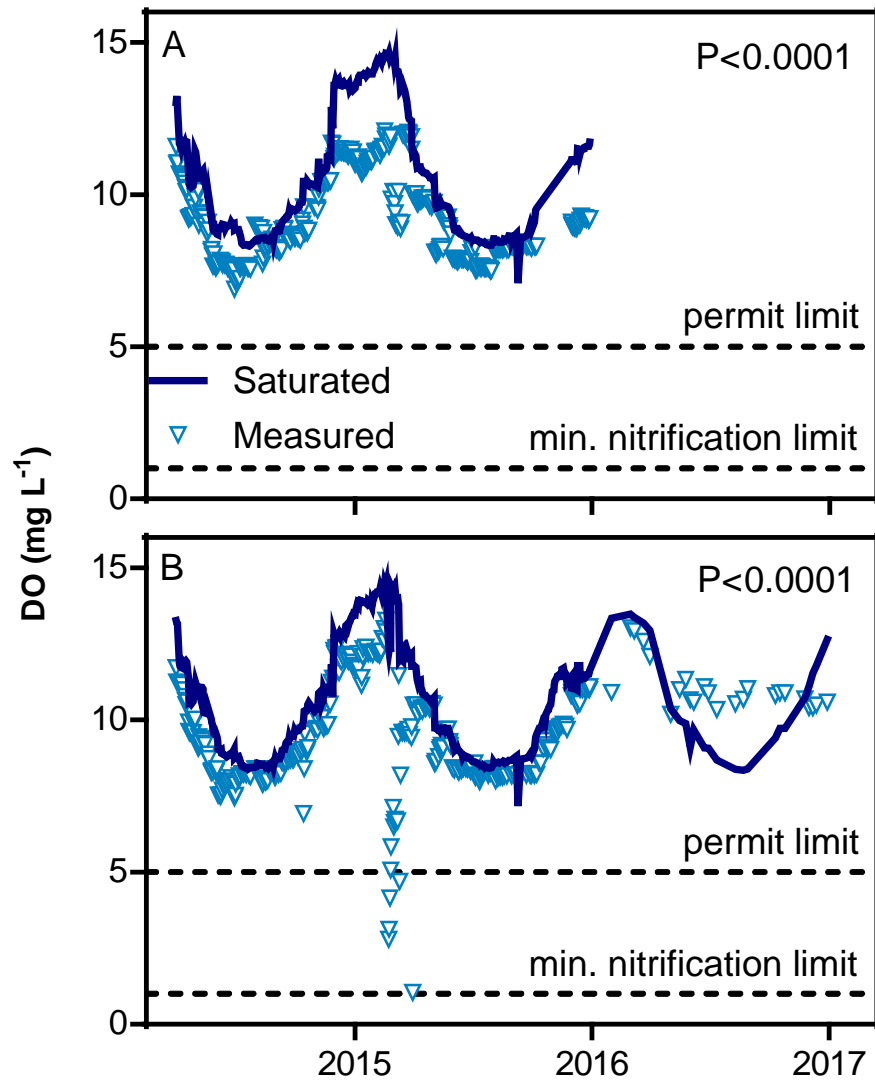 A
P<0.0001
15
10
permit limit
5
Saturated
Measured
min. nitrification limit
0
DO (mg L⁻¹)
B
P<0.0001
15
10
permit limit
5
min. nitrification limit
0
2015 2016 2017